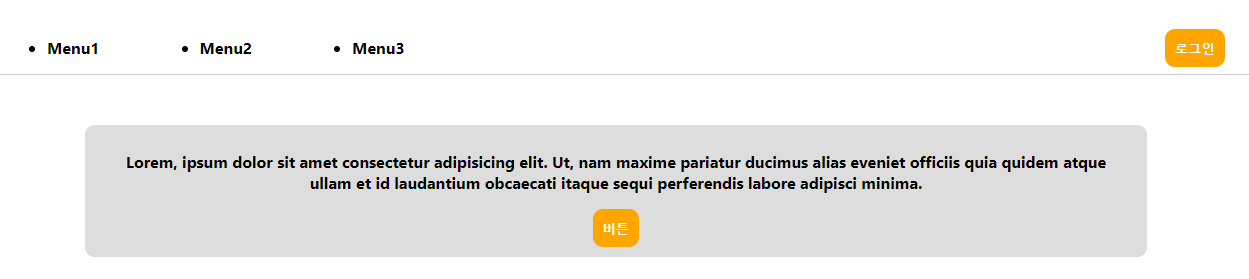 Menu1 Menu2 Menu3 로그인
Lorem, ipsum dolor sit amet consectetur adipisicing elit. Ut, nam maxime pariatur ducimus alias eveniet officiis quia quidem atque
ullam et id laudantium obcaecati itaque sequi perferendis labore adipisci minima.
버튼